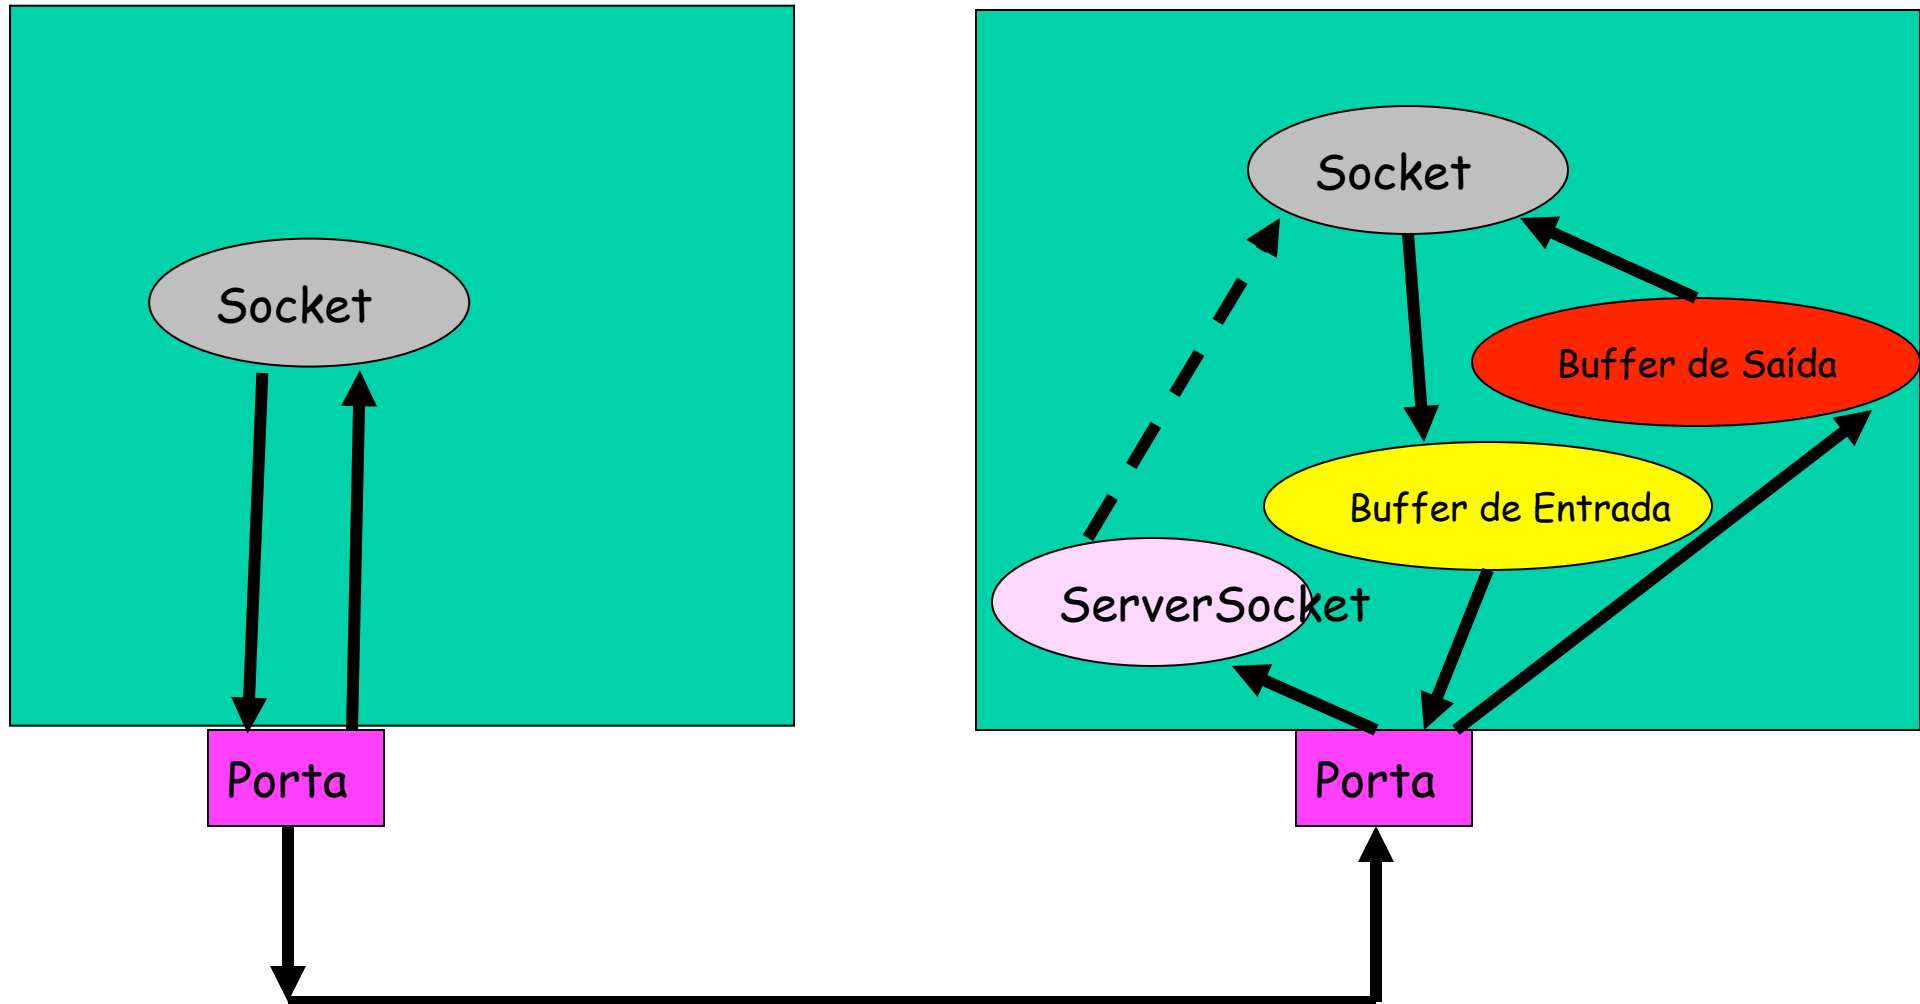 Socket
Porta
Socket
Buffer de Saída
Buffer de Entrada
ServerSocket
Porta